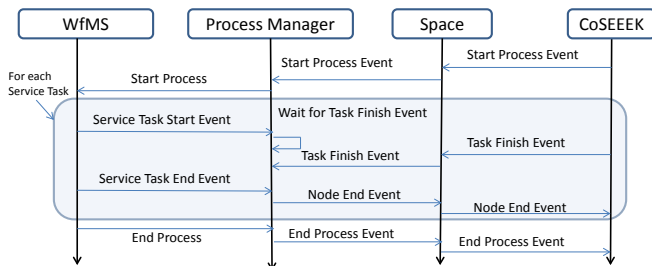 WfMS
Process Manager
Space
CoSEEEK
Start Process Event
Start Process Event
Start Process
For each
Service Task
Wait for Task Finish Event
Service Task Start Event
Task Finish Event
Task Finish Event
Service Task End Event
Node End Event
Node End Event
End Process
End Process Event
End Process Event